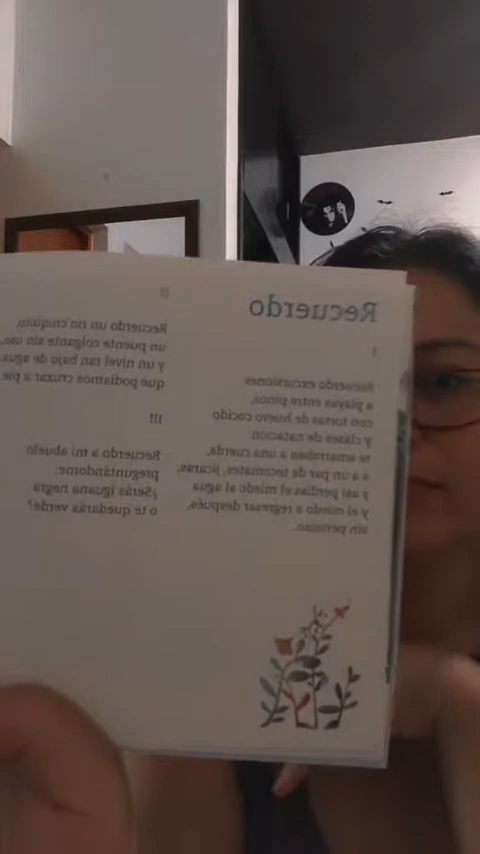 Recuerdo
I
Recuerdo excursiones
a playas entre pinos,
con tortas de huevo cocido
y clases de natación:
te amarraban a una cuerda,
o a un par de tecomates, jícaras,
y así perdías el miedo al agua
y el miedo a regresar después,
sin permiso.
II
Recuerdo un río chiquito,
un puente colgante sin uso,
y un nivel tan bajo de agua
que podíamos cruzar a pie.
III
Recuerdo a mi abuelo
preguntándome:
¿Serás iguana negra
o te quedarás verde?